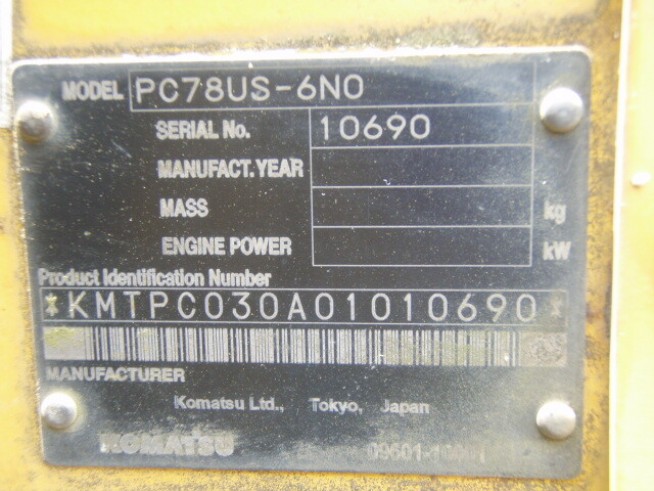 MODEL PC78US-6N0
SERIAL No. 10690
MANUFACT. YEAR
MASS kg
ENGINE POWER kW
Product Identification Number
*KMTPC030A01010690*
MANUFACTURER
Komatsu Ltd., Tokyo, Japan
KOMATSU